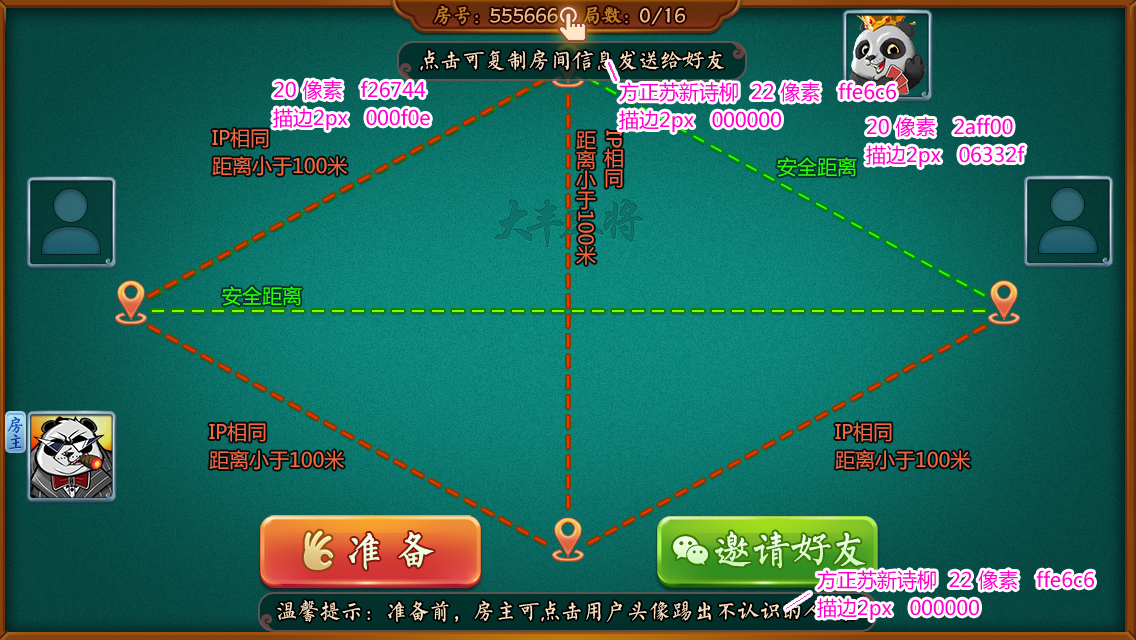 房号：555666 局数：0/16
点击可复制房间信息发送给好友
20 像素 f26744
描边2px 000f0e
方正苏新诗柳 22 像素 ffe6c6
描边2px 000000
20 像素 2aff00
描边2px 06332f
IP相同
距离小于100米
IP相同
距离小于100米
安全距离
大丰 将
安全距离
房主
IP相同
距离小于100米
IP相同
距离小于100米
准备
邀请好友
方正苏新诗柳 22 像素 ffe6c6
描边2px 000000
温馨提示：准备前，房主可点击用户头像踢出不认识的人